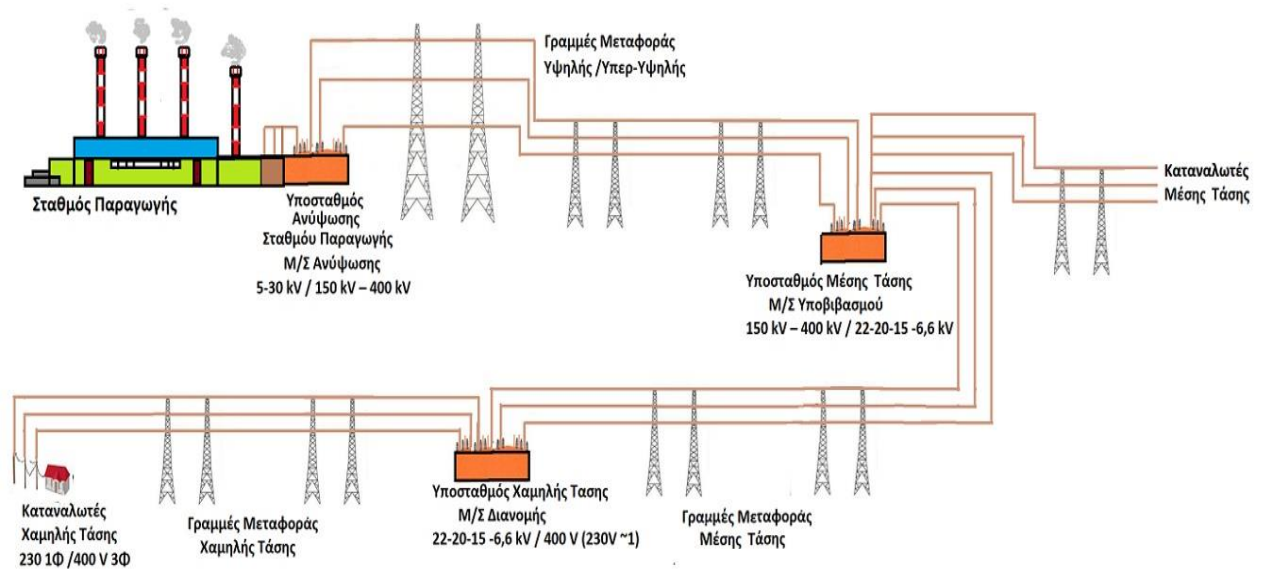 Γραμμές Μεταφοράς
Υψηλής /Υπερ-Υψηλής
Σταθμός Παραγωγής
Υποσταθμός
Ανύψωσης
Σταθμόυ Παραγωγής
Μ/Σ Ανύψωσης
5-30 kV / 150 kV – 400 kV
Καταναλωτές
Μέσης Τάσης
Υποσταθμός Μέσης Τάσης
Μ/Σ Υποβιβασμού
150 kV – 400 kV / 22-20-15 -6,6 kV
Καταναλωτές
Χαμηλής Τάσης
230 1Φ /400 V 3Φ
Γραμμές Μεταφοράς
Χαμηλής Τάσης
Υποσταθμός Χαμηλής Τασης
Μ/Σ Διανομής
22-20-15 -6,6 kV / 400 V (230V ~1)
Γραμμές Μεταφοράς
Μέσης Τάσης